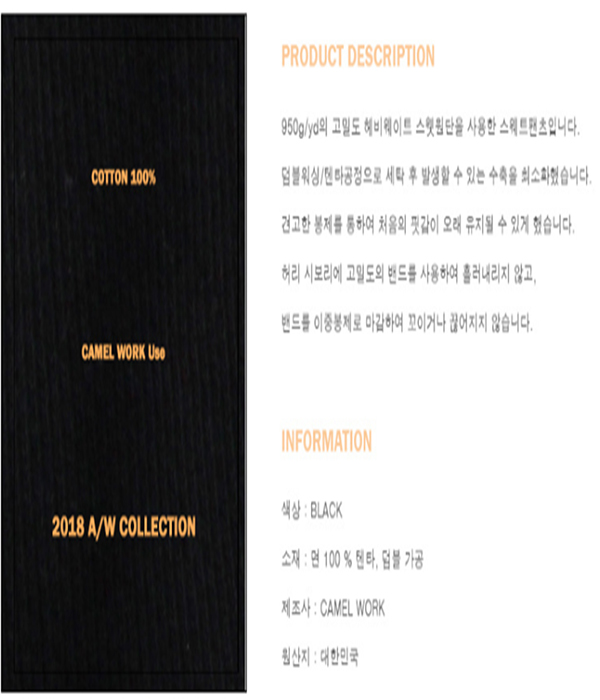 COTTON 100%
CAMEL WORK Use
2018 A/W COLLECTION
PRODUCT DESCRIPTION
950g/yd의 고밀도 헤비웨이트 스웻원단을 사용한 스웨트팬츠입니다.
덤블워싱/텐타공정으로 세탁 후 발생할 수 있는 수축을 최소화했습니다.
견고한 봉제를 통하여 처음의 핏감이 오래 유지될 수 있게 했습니다.
허리 시보리에 고밀도의 밴드를 사용하여 흘러내리지 않고,
밴드를 이중봉제로 마감하여 꼬이거나 끊어지지 않습니다.
INFORMATION
색상 : BLACK
소재 : 면 100 % 텐타, 덤블 가공
제조사 : CAMEL WORK
원산지 : 대한민국